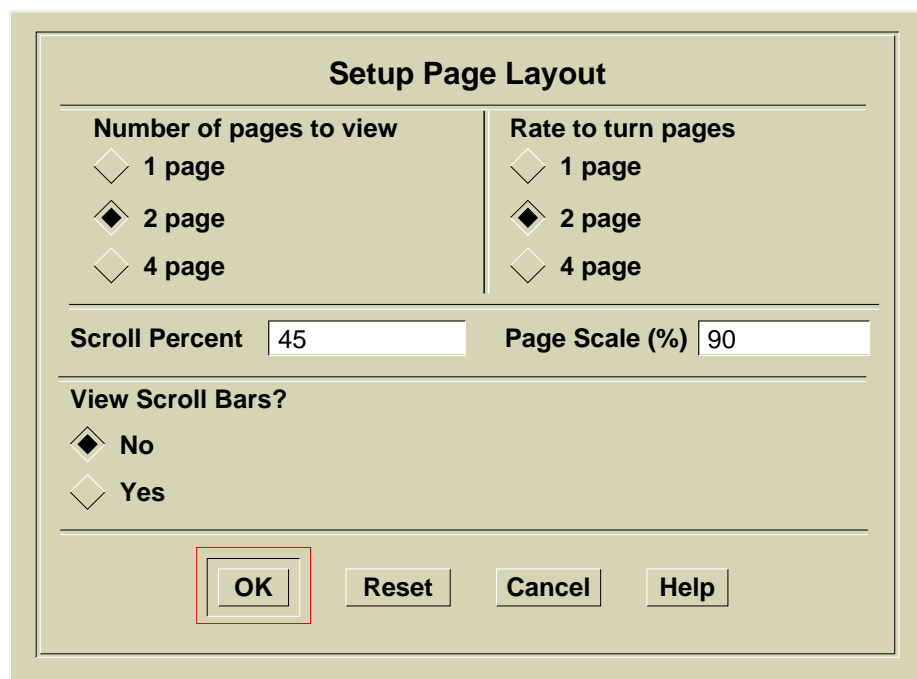 Setup Page Layout
Number of pages to view
1 page
2 page
4 page
Rate to turn pages
1 page
2 page
4 page
Scroll Percent 45 Page Scale (%) 90
View Scroll Bars?
No
Yes
OK Reset Cancel Help